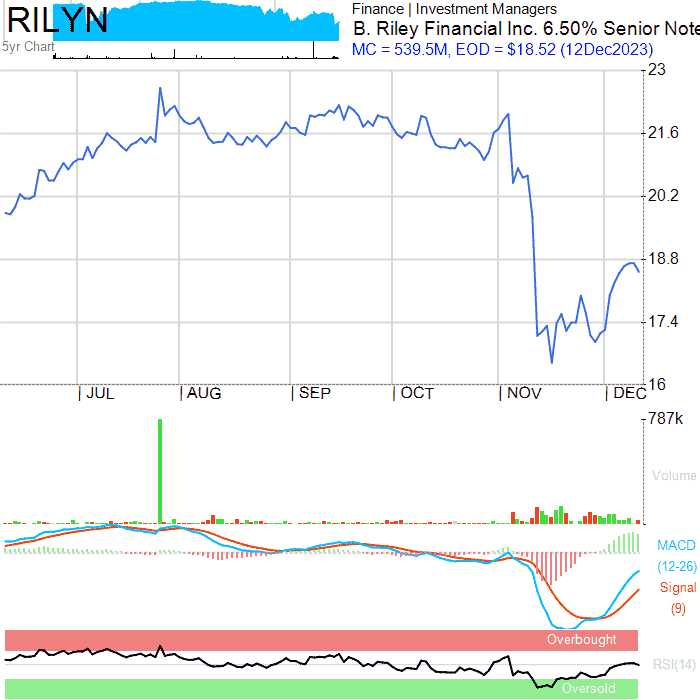 RILYN
5yr Chart
Finance | Investment Managers
B. Riley Financial Inc. 6.50% Senior Note
MC = 539.5M, EOD = $18.52 (12Dec2023)
23
21.6
20.2
18.8
17.4
16
JUL AUG SEP OCT NOV DEC
787k
Volume
MACD
(12-26)
Signal
(9)
Overbought
RSI(14)
Oversold